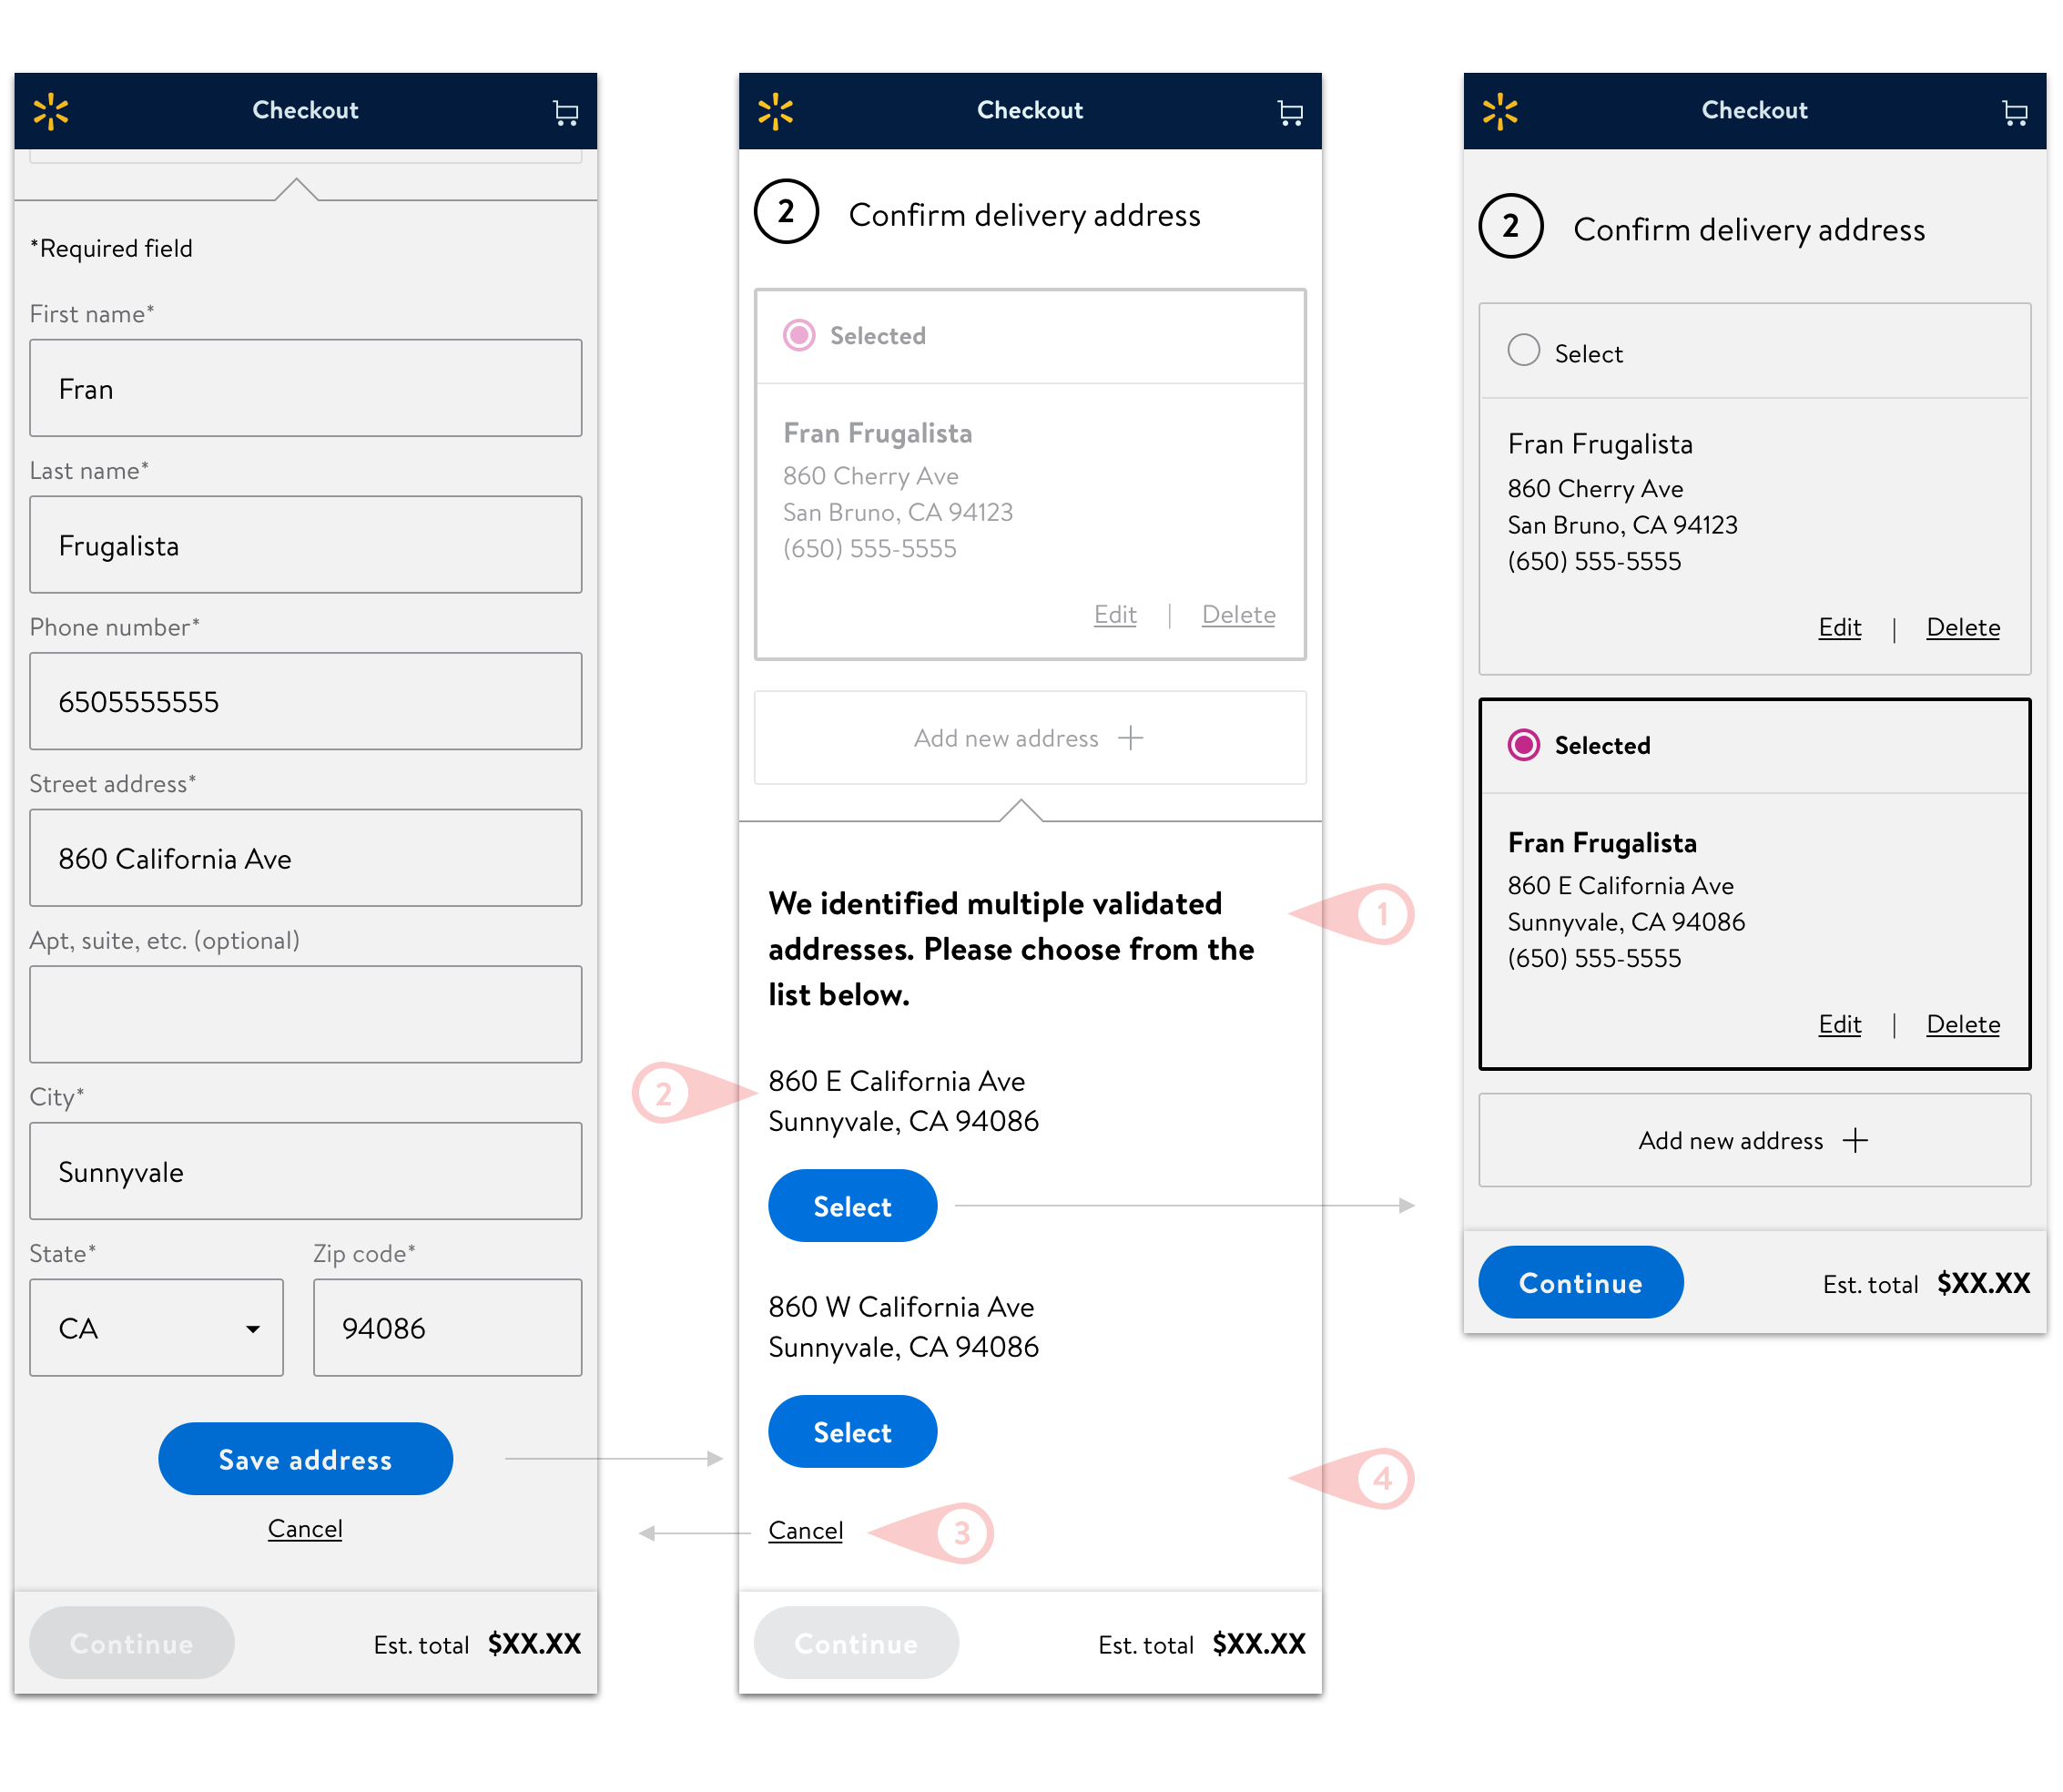 Checkout
*Required field
First name*
Fran
Last name*
Frugalista
Phone number*
6505555555
Street address*
860 California Ave
Apt, suite, etc. (optional)
City*
Sunnyvale
State*
Zip code*
CA
94086
Save address
Cancel
Continue
Est. total $XX.XX
Checkout
2
Confirm delivery address
Selected
Fran Frugalista
860 Cherry Ave
San Bruno, CA 94123
(650) 555-5555
Edit | Delete
Add new address
We identified multiple validated
addresses. Please choose from the
list below.
1
2
860 E California Ave
Sunnyvale, CA 94086
Select
860 W California Ave
Sunnyvale, CA 94086
Select
4
Cancel
3
Continue
Est. total $XX.XX
Checkout
2
Confirm delivery address
Select
Fran Frugalista
860 Cherry Ave
San Bruno, CA 94123
(650) 555-5555
Edit | Delete
Selected
Fran Frugalista
860 E California Ave
Sunnyvale, CA 94086
(650) 555-5555
Edit | Delete
Add new address
Continue
Est. total $XX.XX